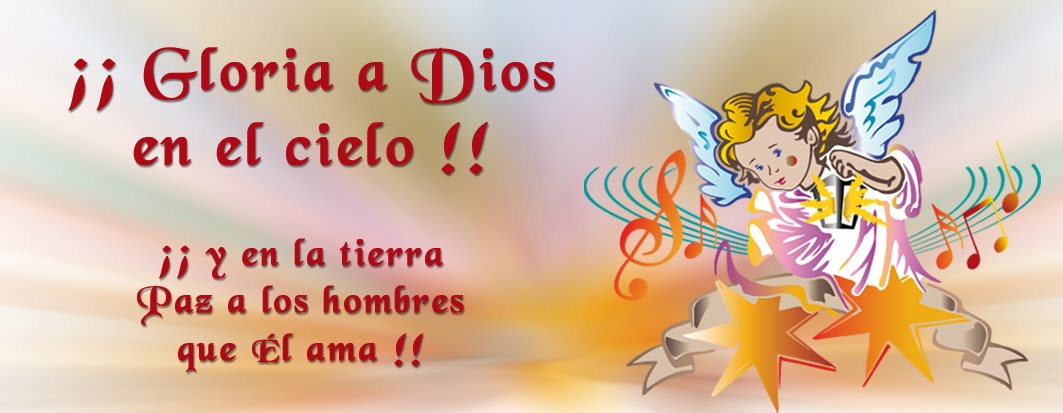 ¡¡ Gloria a Dios
en el cielo !!
¡¡ y en la tierra
Paz a los hombres
que Él ama !!